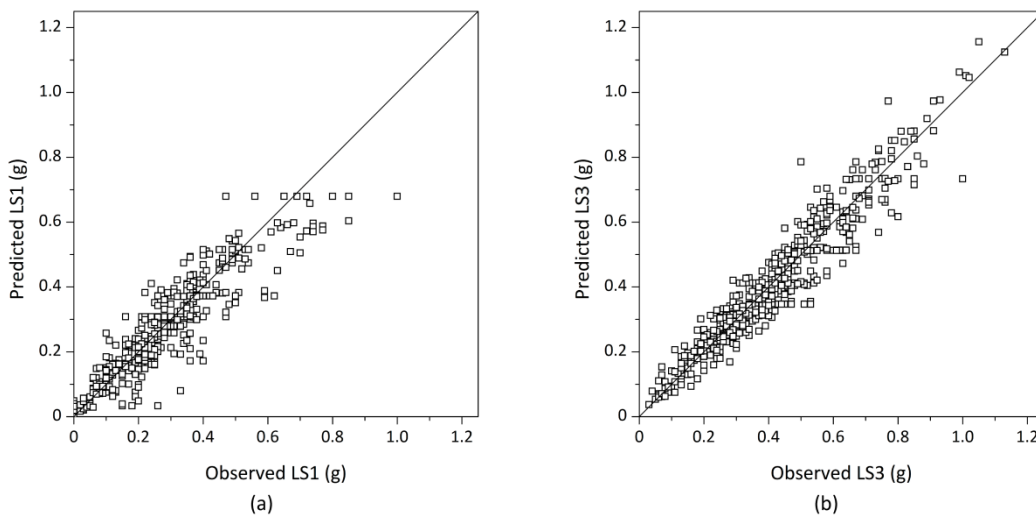 1.2
1.0
0.8
0.6
0.4
0.2
0
Predicted LS1 (g)
0 0.2 0.4 0.6 0.8 1.0 1.2
Observed LS1 (g)
(a)
1.2
1.0
0.8
0.6
0.4
0.2
0
Predicted LS3 (g)
0 0.2 0.4 0.6 0.8 1.0 1.2
Observed LS3 (g)
(b)